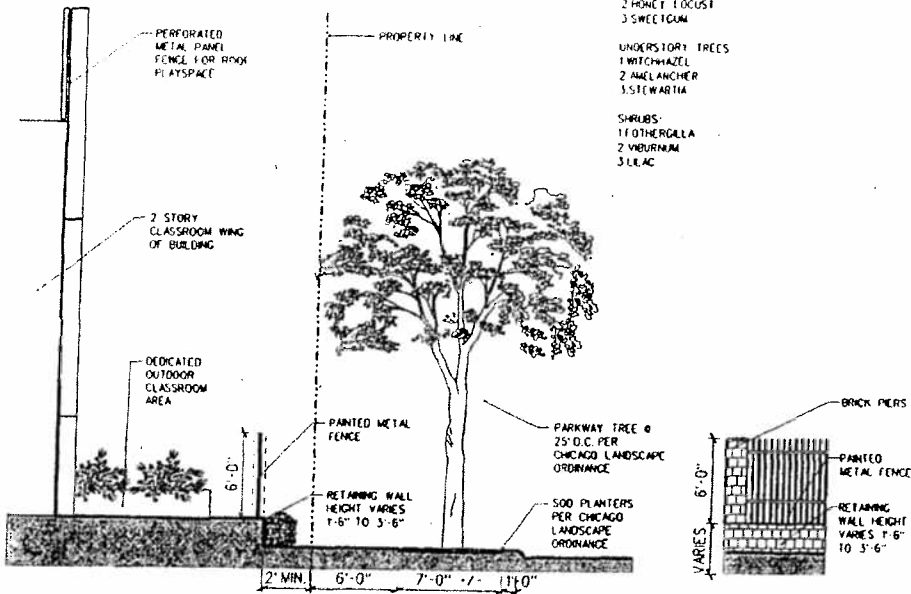 2 HONEY LOCUST
3 SWEETGUM
UNDERSTORY TREES
1 WITCHHAZEL
2 AMELANCHER
3. STEWARTIA
SHRUBS:
1 FOTHERGILLA
2 VIBURNUM
3 LILAC
PERFORATED
METAL PANEL
FENCE FOR ROOF
PLAYSPACE
PROPERTY LINE
2 STORY
CLASSROOM WING
OF BUILDING
DEDICATED
OUTDOOR
CLASSROOM
AREA
6'-0"
PAINTED METAL
FENCE
RETAINING WALL
HEIGHT VARIES
1'-6" TO 3'-6"
PARKWAY TREE @
25' O.C. PER
CHICAGO LANDSCAPE
ORDINANCE
SOD PLANTERS
PER CHICAGO
LANDSCAPE
ORDINANCE
2' MIN. 6'-0" 7'-0" +/- 1'-0"
BRICK PIERS
PAINTED
METAL FENCE
RETAINING
WALL HEIGHT
VARIES 1'-6"
TO 3'-6"
6'-0"
VARIES